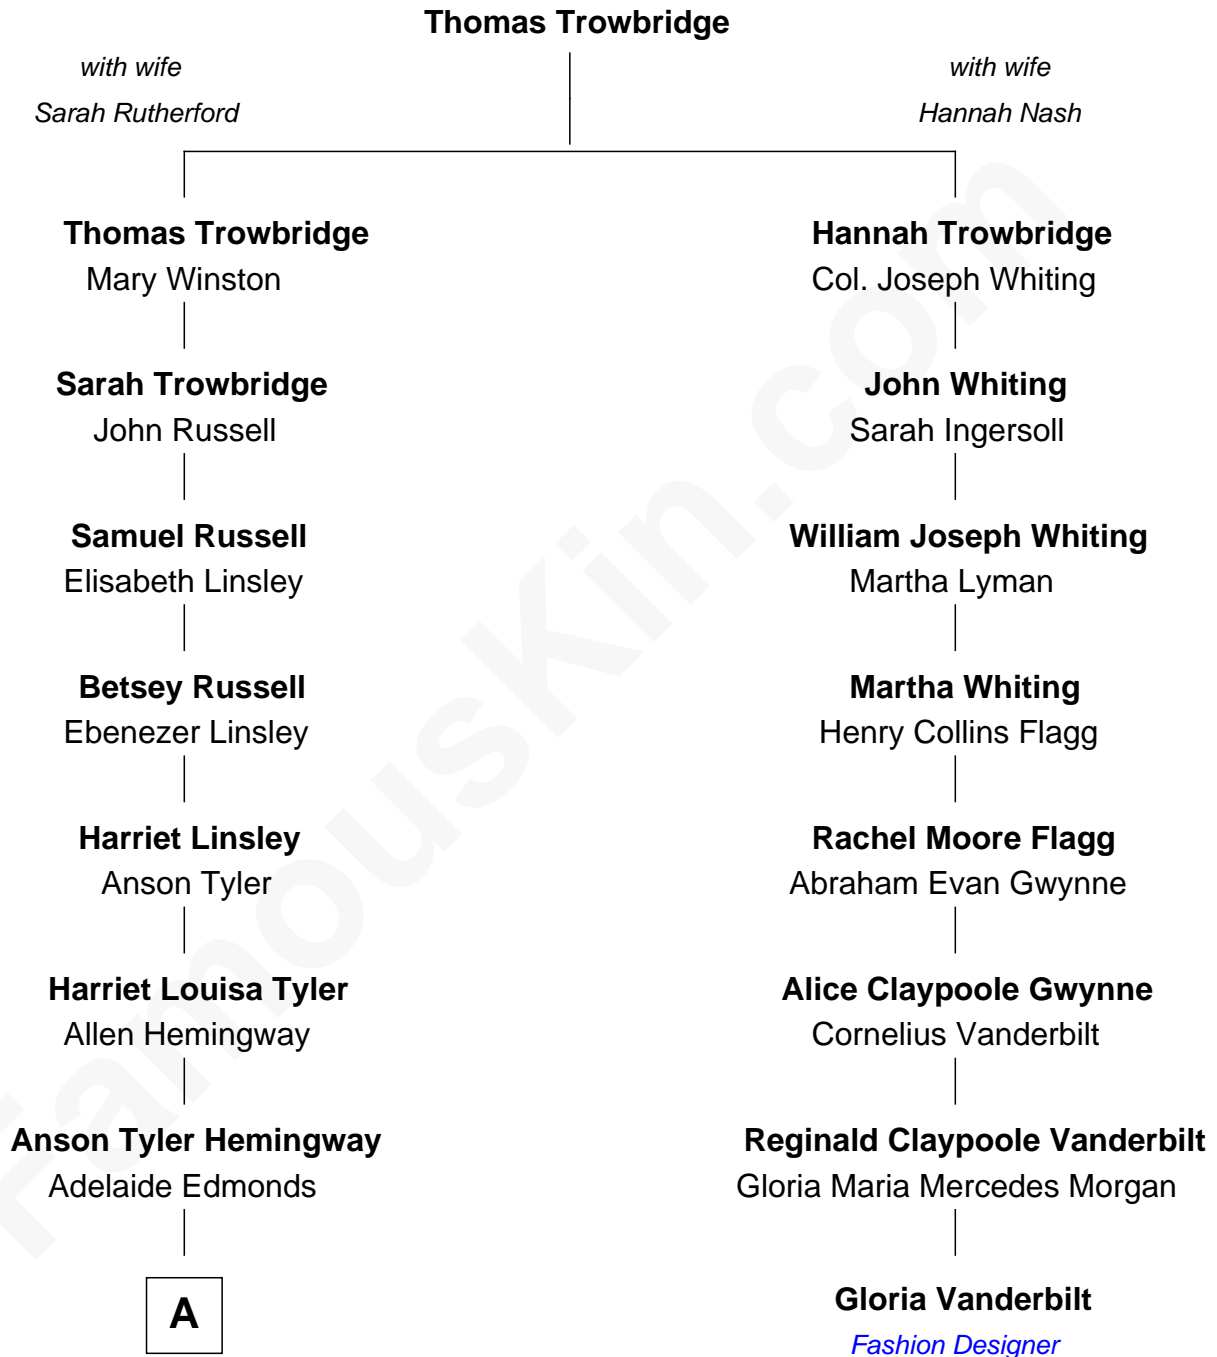 Thomas Trowbridge
with wife
Sarah Rutherford
with wife
Hannah Nash
Thomas Trowbridge
Mary Winston
Hannah Trowbridge
Col. Joseph Whiting
Sarah Trowbridge
John Russell
John Whiting
Sarah Ingersoll
Samuel Russell
Elisabeth Linsley
William Joseph Whiting
Martha Lyman
Betsey Russell
Ebenezer Linsley
Martha Whiting
Henry Collins Flagg
Harriet Linsley
Anson Tyler
Rachel Moore Flagg
Abraham Evan Gwynne
Harriet Louisa Tyler
Allen Hemingway
Alice Claypoole Gwynne
Cornelius Vanderbilt
Anson Tyler Hemingway
Adelaide Edmonds
Reginald Claypoole Vanderbilt
Gloria Maria Mercedes Morgan
A
Gloria Vanderbilt
Fashion Designer
FamousKin.com